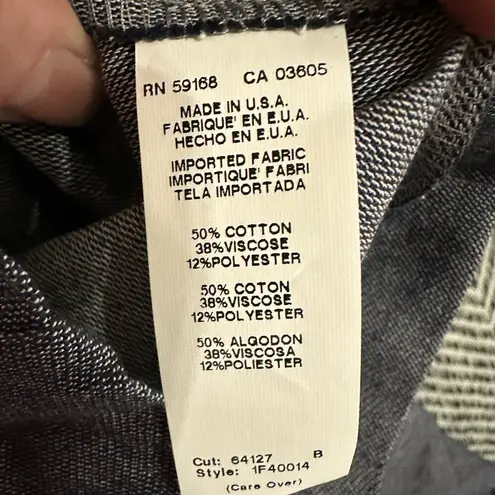 RN 59168 CA 03605
MADE IN U.S.A.
FABRIQUE' EN E.U.A.
HECHO EN E.U.A.
IMPORTED FABRIC
IMPORTIQUE' FABRI
TELA IMPORTADA
50% COTTON
38%VISCOSE
12%POLYESTER
50% COTON
38%VISCOSE
12%POLYESTER
50% ALGODON
38%VISCOSA
12%POLIESTER
Cut: 64127 B
Style: 1F40014
(Care Over)